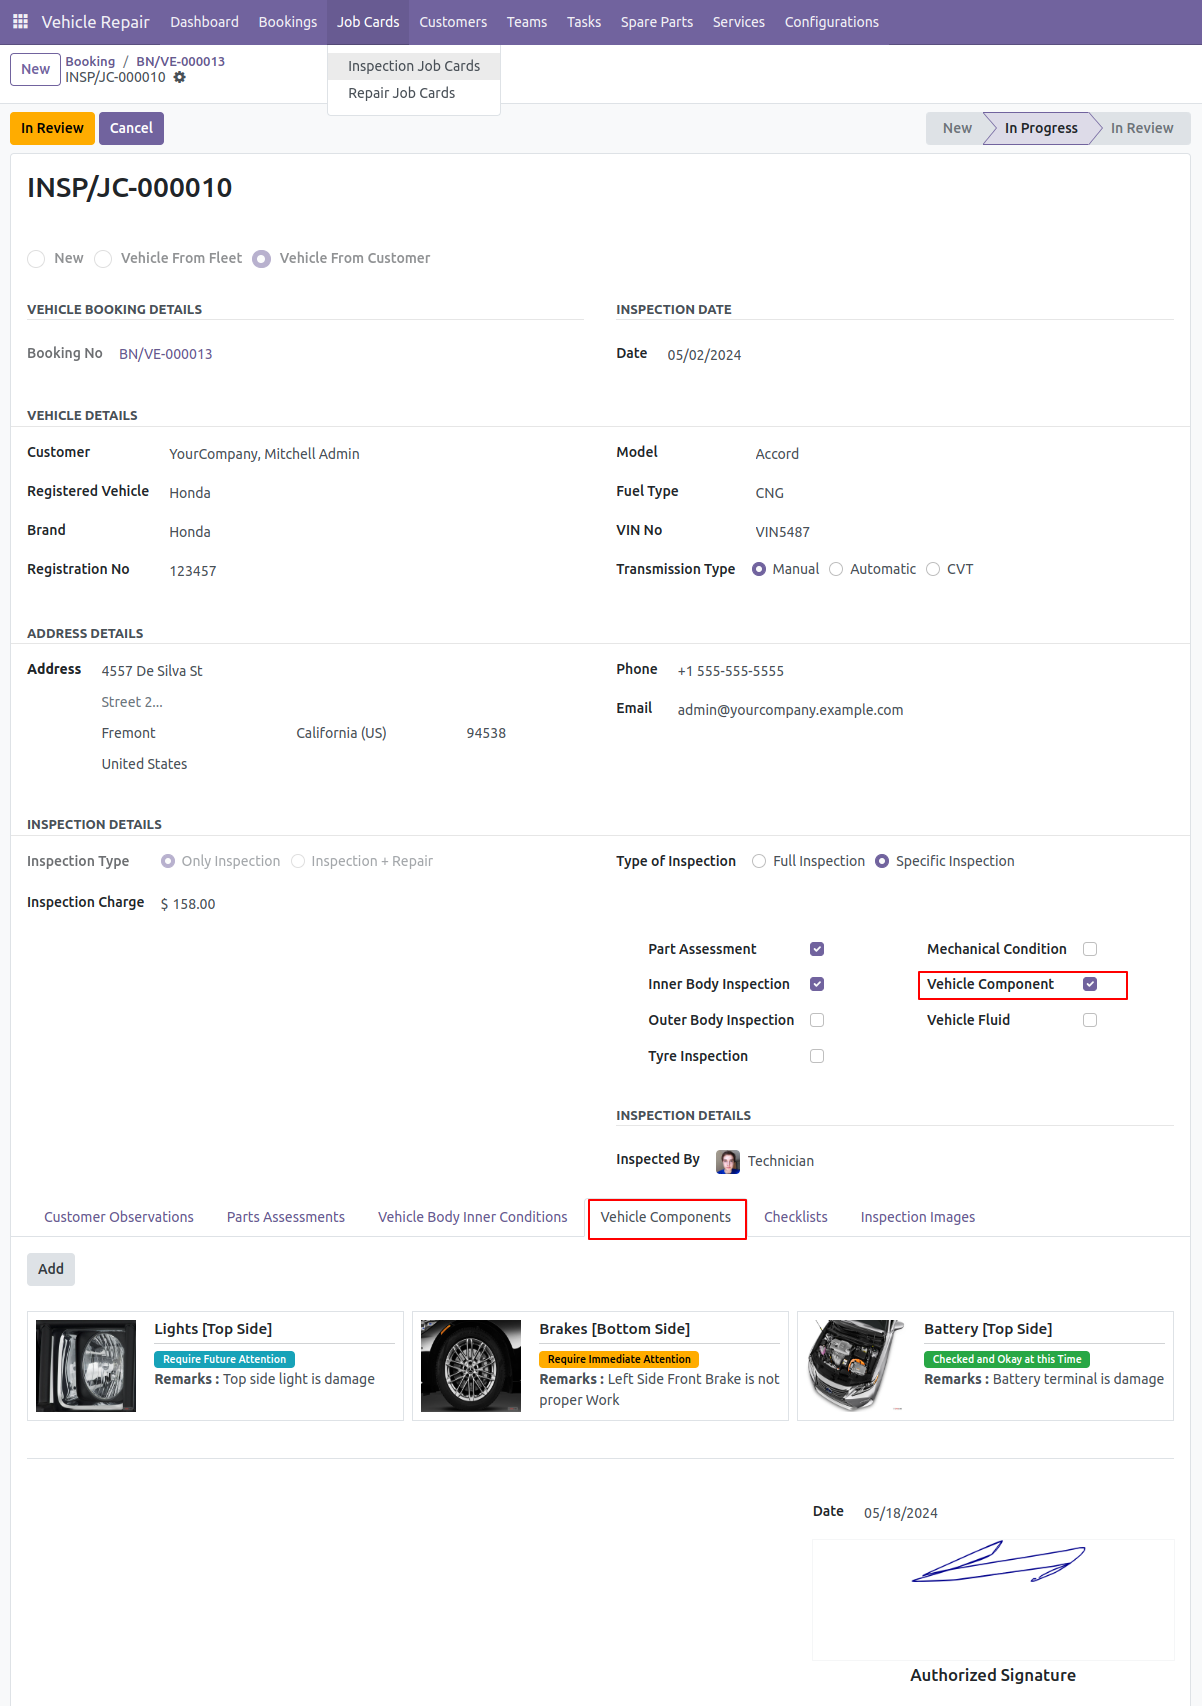 Vehicle Repair Dashboard Bookings Job Cards Customers Teams Tasks Spare Parts Services Configurations
Inspection Job Cards
Repair Job Cards
New
Booking / BN/VE-000013
INSP/JC-000010
In Review Cancel New In Progress In Review
INSP/JC-000010
New Vehicle From Fleet Vehicle From Customer
VEHICLE BOOKING DETAILS INSPECTION DATE
Booking No BN/VE-000013 Date 05/02/2024
VEHICLE DETAILS
Customer YourCompany, Mitchell Admin Model Accord
Registered Vehicle Honda Fuel Type CNG
Brand Honda VIN No VIN5487
Registration No 123457 Transmission Type Manual Automatic CVT
ADDRESS DETAILS
Address 4557 De Silva St Phone +1 555-555-5555
Street 2... Email admin@yourcompany.example.com
Fremont California (US) 94538
United States
INSPECTION DETAILS
Inspection Type Only Inspection Inspection + Repair Type of Inspection Full Inspection Specific Inspection
Inspection Charge $ 158.00
Part Assessment Mechanical Condition
Inner Body Inspection Vehicle Component
Outer Body Inspection Vehicle Fluid
Tyre Inspection
INSPECTION DETAILS
Inspected By Technician
Customer Observations Parts Assessments Vehicle Body Inner Conditions Vehicle Components Checklists Inspection Images
Add
Lights [Top Side]
Require Future Attention
Remarks : Top side light is damage
Brakes [Bottom Side]
Require Immediate Attention
Remarks : Left Side Front Brake is not
proper Work
Battery [Top Side]
Checked and Okay at this Time
Remarks : Battery terminal is damage
Date 05/18/2024
Authorized Signature